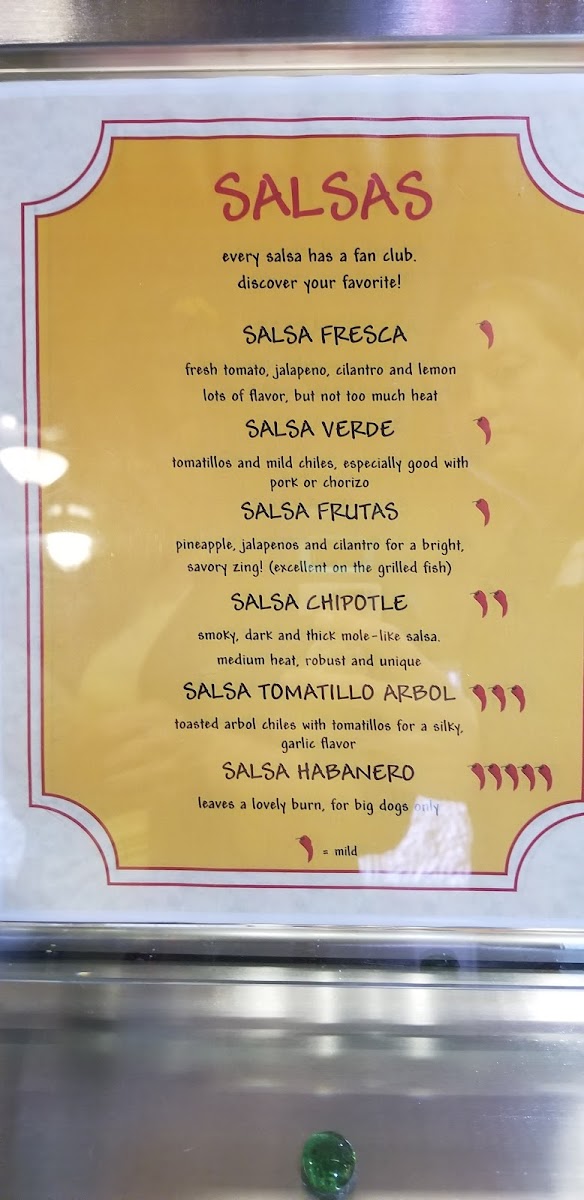 SALSAS
every salsa has a fan club.
discover your favorite!
SALSA FRESCA
fresh tomato, jalapeno, cilantro and lemon
lots of flavor, but not too much heat
SALSA VERDE
tomatillos and mild chiles, especially good with
pork or chorizo
SALSA FRUTAS
pineapple, jalapenos and cilantro for a bright,
savory zing! (excellent on the grilled fish)
SALSA CHIPOTLE
smoky, dark and thick mole-like salsa.
medium heat, robust and unique
SALSA TOMATILLO ARBOL
toasted arbol chiles with tomatillos for a silky,
garlic flavor
SALSA HABANERO
leaves a lovely burn, for big dogs only
= mild